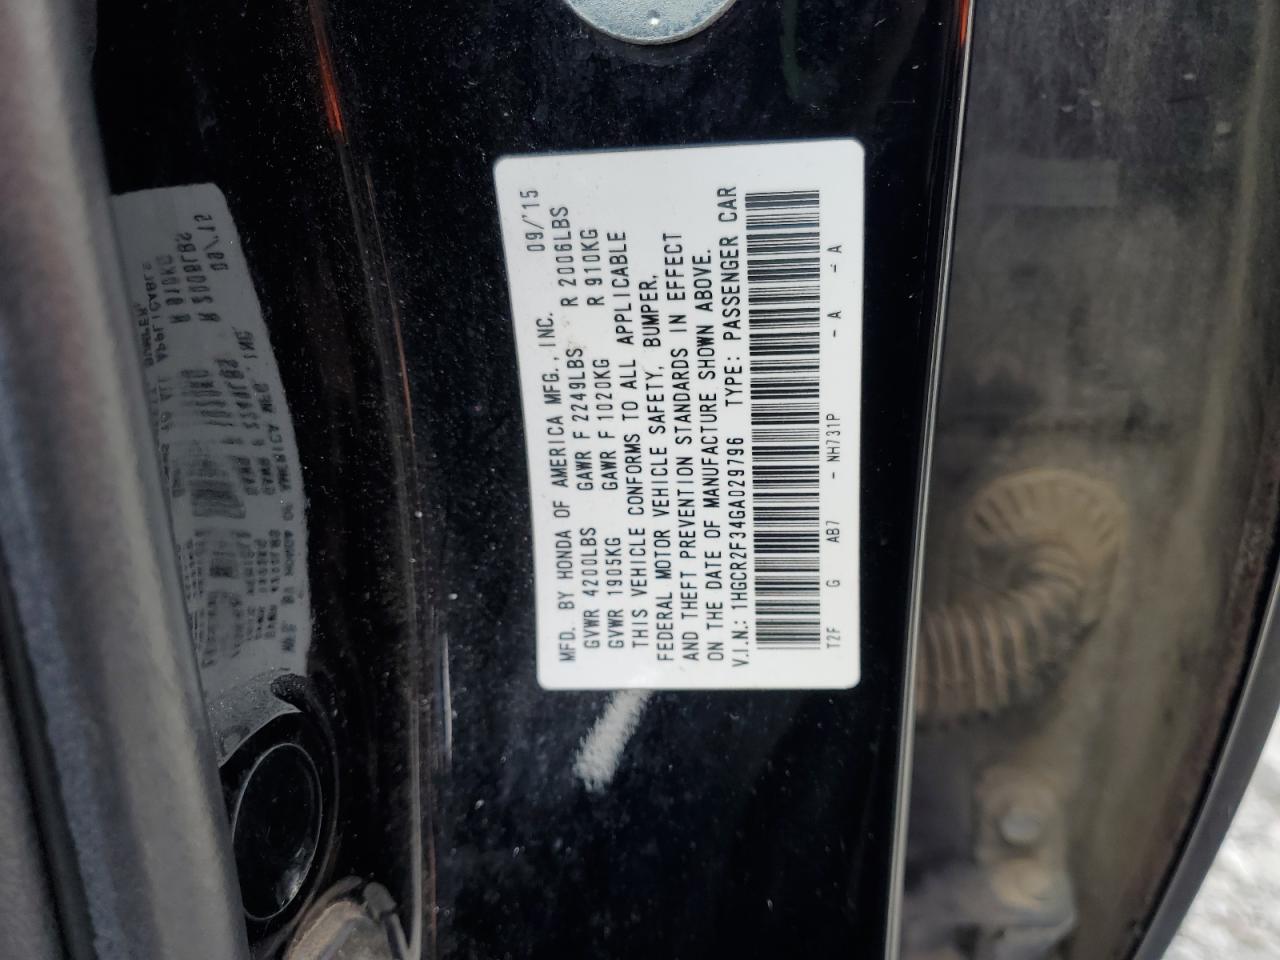 09/'15
MFD. BY HONDA OF AMERICA MFG., INC.
GVWR 4200LBS GAWR F 2249LBS R 2006LBS
GVWR 1905KG GAWR F 1020KG R 910KG
THIS VEHICLE CONFORMS TO ALL APPLICABLE
FEDERAL MOTOR VEHICLE SAFETY, BUMPER,
AND THEFT PREVENTION STANDARDS IN EFFECT
ON THE DATE OF MANUFACTURE SHOWN ABOVE.
V.I.N.: 1HGCR2F34GA029796 TYPE: PASSENGER CAR
T2F G AB7 - NH731P - A - A